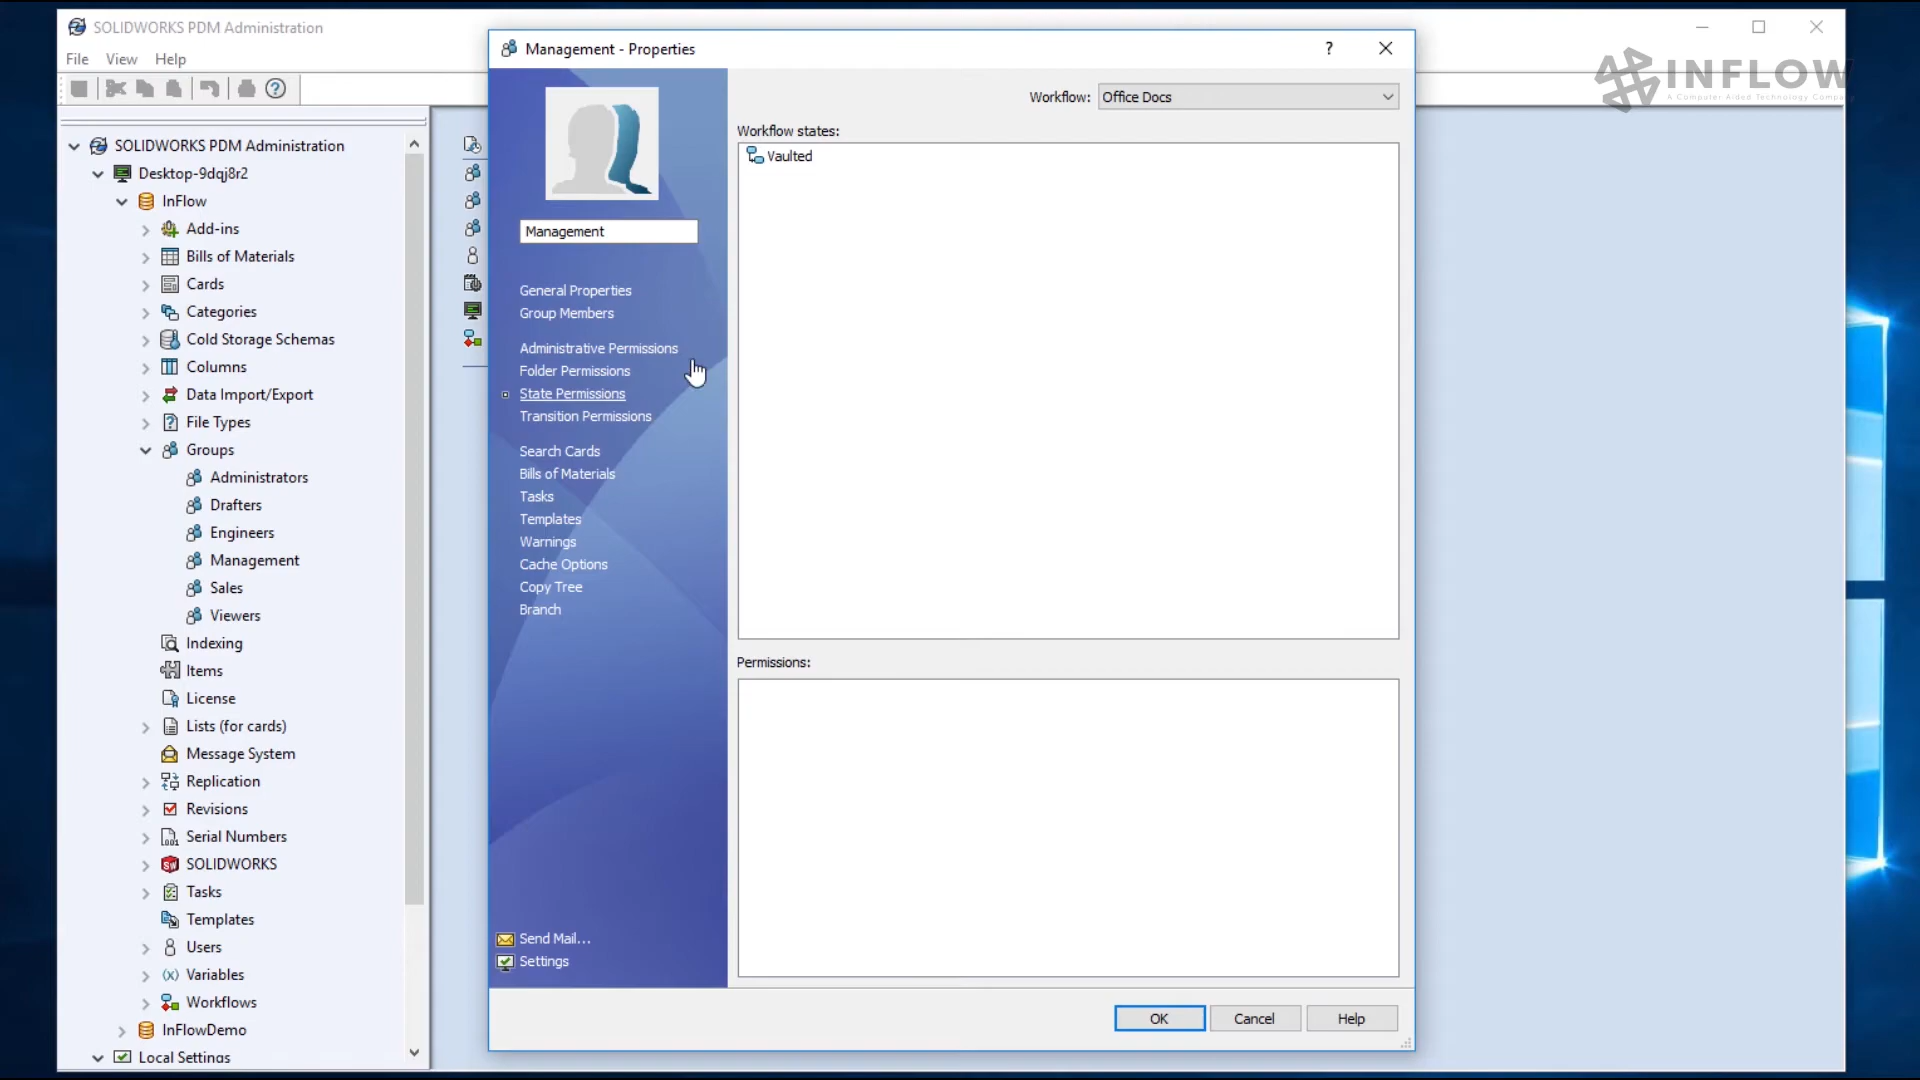 SOLIDWORKS PDM Administration
File View Help
SOLIDWORKS PDM Administration
Desktop-9dqj8r2
InFlow
Add-ins
Bills of Materials
Cards
Categories
Cold Storage Schemas
Columns
Data Import/Export
File Types
Groups
Administrators
Drafters
Engineers
Management
Sales
Viewers
Indexing
Items
License
Lists (for cards)
Message System
Replication
Revisions
Serial Numbers
SOLIDWORKS
Tasks
Templates
Users
Variables
Workflows
InFlowDemo
Local Settings
Management - Properties
Management
General Properties
Group Members
Administrative Permissions
Folder Permissions
State Permissions
Transition Permissions
Search Cards
Bills of Materials
Tasks
Templates
Warnings
Cache Options
Copy Tree
Branch
Send Mail...
Settings
Workflow: Office Docs
Workflow states:
Vaulted
Permissions:
OK Cancel Help
INFLOW
A Computer Aided Technology Company